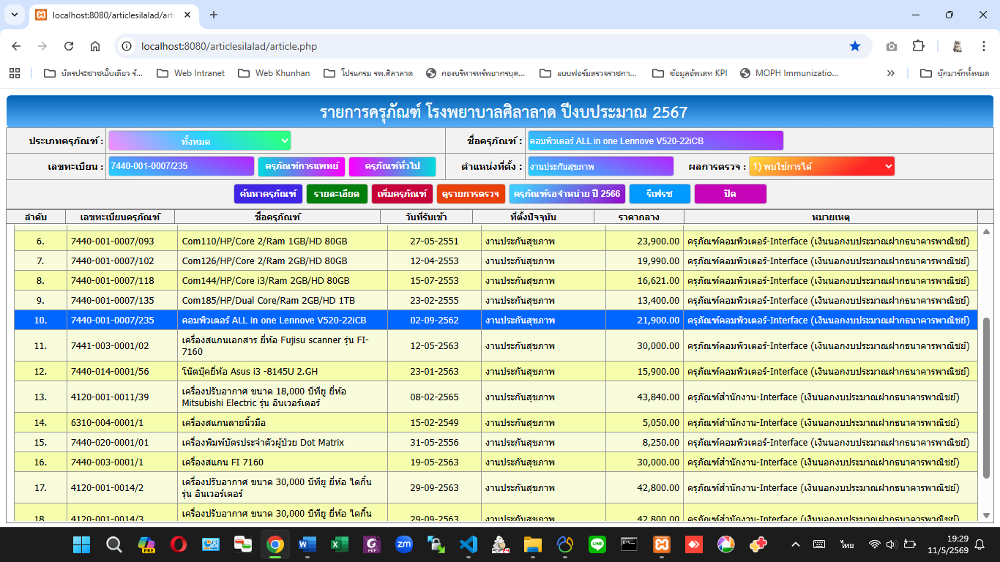 localhost:8080/articlesilalad/arti
localhost:8080/articlesilalad/article.php
บัตรประชาชนใบเดียว รั... Web Intranet Web Khunhan โปรแกรม รพ.ศิลาลาด กองบริหารทรัพยากรบุค... แบบฟอร์มตรวจราชกา... ข้อมูลอัพเดท KPI MOPH Immunizatio... » บุ๊กมาร์กทั้งหมด
รายการครุภัณฑ์ โรงพยาบาลศิลาลาด ปีงบประมาณ 2567
ประเภทครุภัณฑ์ : ทั้งหมด ชื่อครุภัณฑ์ : คอมพิวเตอร์ ALL in one Lennove V520-22iCB
เลขทะเบียน : 7440-001-0007/235 ครุภัณฑ์การแพทย์ ครุภัณฑ์ทั่วไป ตำแหน่งที่ตั้ง : งานประกันสุขภาพ ผลการตรวจ : 1) พบใช้การได้
ค้นหาครุภัณฑ์ รายละเอียด เพิ่มครุภัณฑ์ ดูรายการตรวจ ครุภัณฑ์รอจำหน่าย ปี 2566 รีเฟรช ปิด
ลำดับ เลขทะเบียนครุภัณฑ์ ชื่อครุภัณฑ์ วันที่รับเข้า ที่ตั้งปัจจุบัน ราคากลาง หมายเหตุ
6. 7440-001-0007/093 Com110/HP/Core 2/Ram 1GB/HD 80GB 27-05-2551 งานประกันสุขภาพ 23,900.00 ครุภัณฑ์คอมพิวเตอร์-Interface (เงินนอกงบประมาณฝากธนาคารพาณิชย์)
7. 7440-001-0007/102 Com126/HP/Core 2/Ram 2GB/HD 80GB 12-04-2553 งานประกันสุขภาพ 19,990.00 ครุภัณฑ์คอมพิวเตอร์-Interface (เงินนอกงบประมาณฝากธนาคารพาณิชย์)
8. 7440-001-0007/118 Com144/HP/Core i3/Ram 2GB/HD 80GB 15-07-2553 งานประกันสุขภาพ 16,621.00 ครุภัณฑ์คอมพิวเตอร์-Interface (เงินนอกงบประมาณฝากธนาคารพาณิชย์)
9. 7440-001-0007/135 Com185/HP/Dual Core/Ram 2GB/HD 1TB 23-02-2555 งานประกันสุขภาพ 13,400.00 ครุภัณฑ์คอมพิวเตอร์-Interface (เงินนอกงบประมาณฝากธนาคารพาณิชย์)
10. 7440-001-0007/235 คอมพิวเตอร์ ALL in one Lennove V520-22iCB 02-09-2562 งานประกันสุขภาพ 21,900.00 ครุภัณฑ์คอมพิวเตอร์-Interface (เงินนอกงบประมาณฝากธนาคารพาณิชย์)
11. 7441-003-0001/02 เครื่องสแกนเอกสาร ยี่ห้อ Fujisu scanner รุ่น FI-
7160 12-05-2563 งานประกันสุขภาพ 30,000.00 ครุภัณฑ์คอมพิวเตอร์-Interface (เงินนอกงบประมาณฝากธนาคารพาณิชย์)
12. 7440-014-0001/56 โน๊ตบุ๊คยี่ห้อ Asus i3 -8145U 2.GH 23-01-2563 งานประกันสุขภาพ 15,900.00 ครุภัณฑ์คอมพิวเตอร์-Interface (เงินนอกงบประมาณฝากธนาคารพาณิชย์)
13. 4120-001-0011/39 เครื่องปรับอากาศ ขนาด 18,000 บีทียู ยี่ห้อ
Mitsubishi Electric รุ่น อินเวอร์เตอร์ 08-02-2565 งานประกันสุขภาพ 43,840.00 ครุภัณฑ์สำนักงาน-Interface (เงินนอกงบประมาณฝากธนาคารพาณิชย์)
14. 6310-004-0001/1 เครื่องสแกนลายนิ้วมือ 15-02-2549 งานประกันสุขภาพ 5,050.00 ครุภัณฑ์สำนักงาน-Interface (เงินนอกงบประมาณฝากธนาคารพาณิชย์)
15. 7440-020-0001/01 เครื่องพิมพ์บัตรประจำตัวผู้ป่วย Dot Matrix 31-05-2556 งานประกันสุขภาพ 8,250.00 ครุภัณฑ์คอมพิวเตอร์-Interface (เงินนอกงบประมาณฝากธนาคารพาณิชย์)
16. 7440-003-0001/1 เครื่องสแกน FI 7160 19-05-2563 งานประกันสุขภาพ 30,000.00 ครุภัณฑ์สำนักงาน-Interface (เงินนอกงบประมาณฝากธนาคารพาณิชย์)
17. 4120-001-0014/2 เครื่องปรับอากาศ ขนาด 30,000 บีทียู ยี่ห้อ ไดกิ้น
รุ่น อินเวอร์เตอร์ 29-09-2563 งานประกันสุขภาพ 42,800.00 ครุภัณฑ์สำนักงาน-Interface (เงินนอกงบประมาณฝากธนาคารพาณิชย์)
18. 4120-001-0014/3 เครื่องปรับอากาศ ขนาด 30,000 บีทียู ยี่ห้อ ไดกิ้น
29-09-2563 งานประกันสุขภาพ 42,800.00 ครุภัณฑ์สำนักงาน-Interface (เงินนอกงบประมาณฝากธนาคารพาณิชย์)
ไทย 19:29
11/5/2569